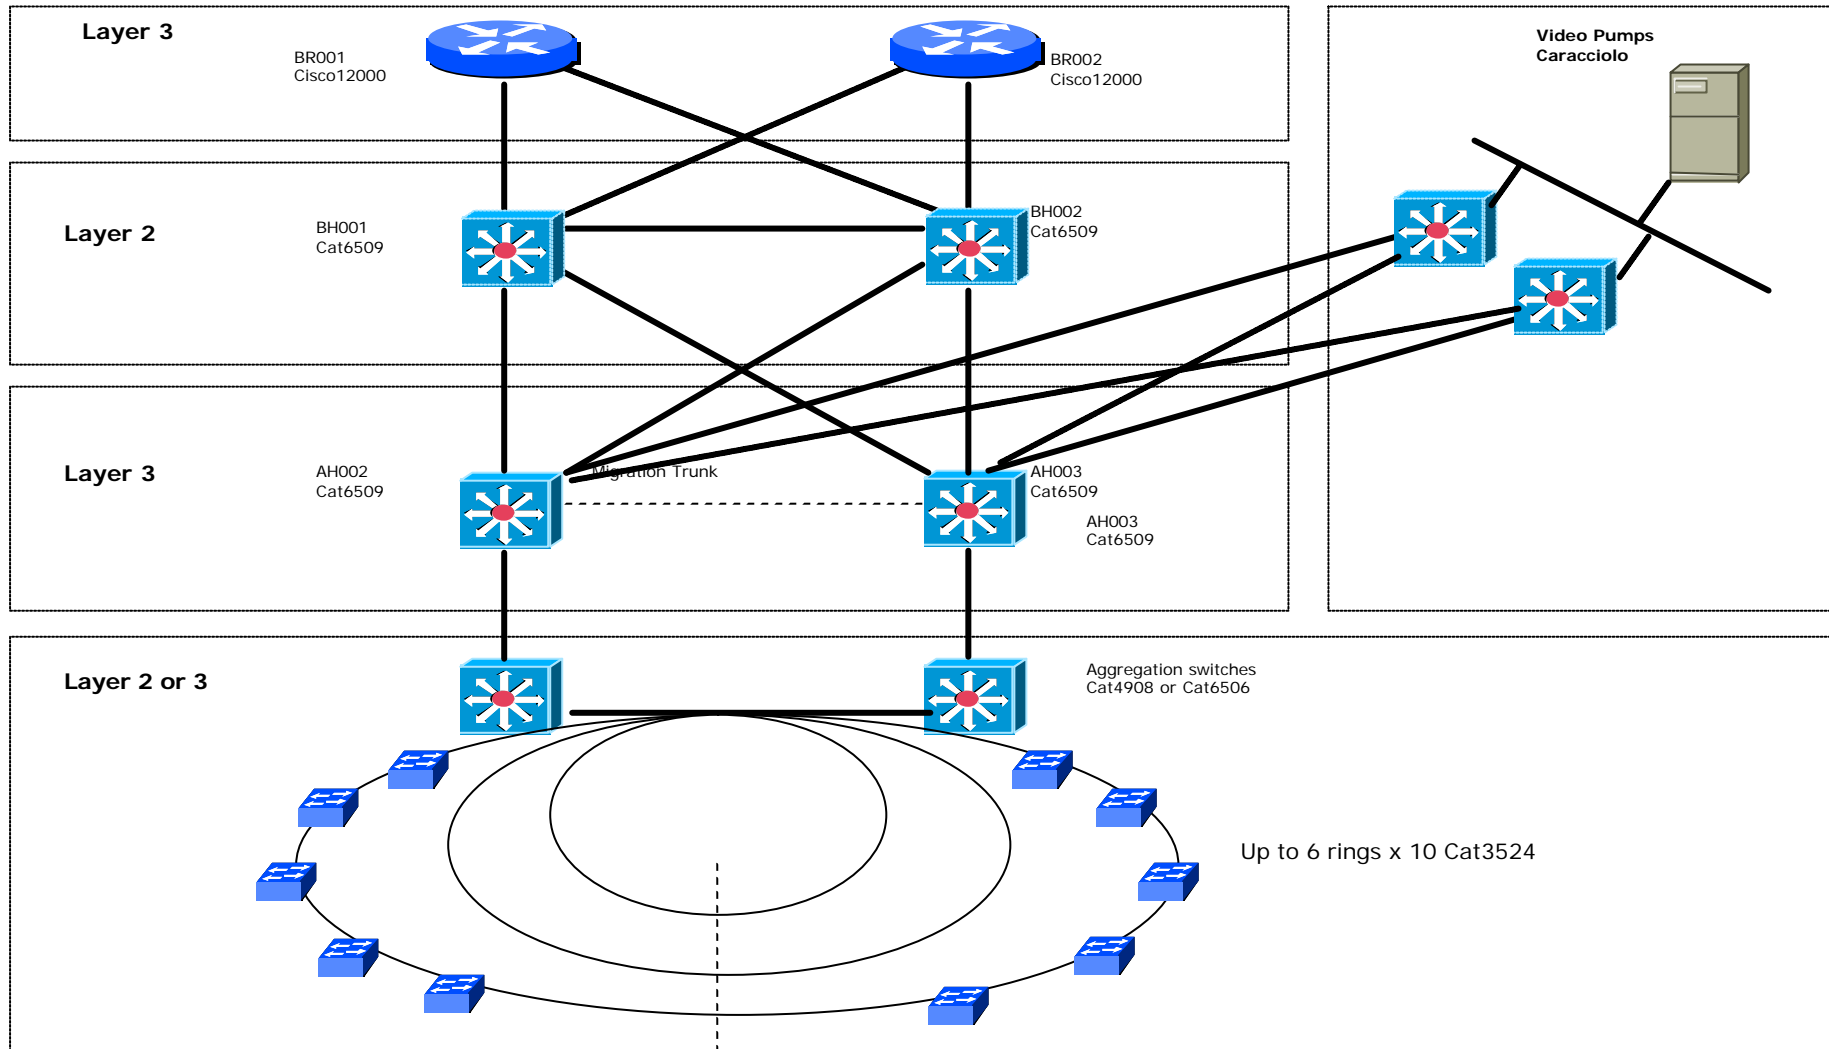 Layer 3
BR001
Cisco12000
BR002
Cisco12000
Video Pumps
Caracciolo
Layer 2
BH001
Cat6509
BH002
Cat6509
Layer 3
AH002
Cat6509
Migration Trunk
AH003
Cat6509
AH003
Cat6509
Layer 2 or 3
Aggregation switches
Cat4908 or Cat6506
Up to 6 rings x 10 Cat3524